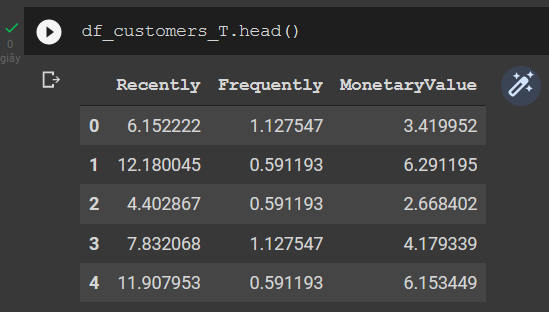 df_customers_T.head()
0
giây
Recently Frequently MonetaryValue
0 6.152222 1.127547 3.419952
1 12.180045 0.591193 6.291195
2 4.402867 0.591193 2.668402
3 7.832068 1.127547 4.179339
4 11.907953 0.591193 6.153449